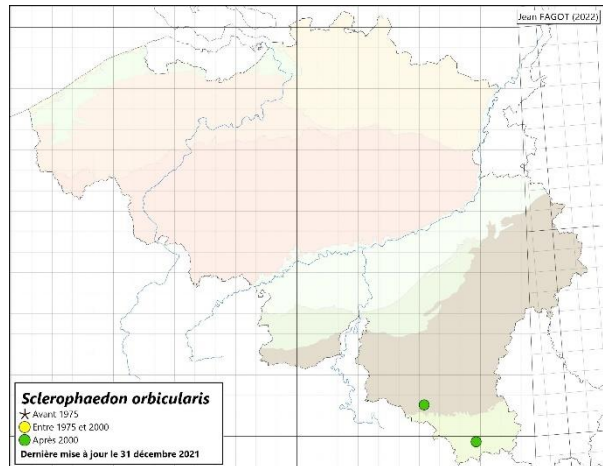 Jean FAGOT (2022)
Sclerophaedon orbicularis
Avant 1975
Entre 1975 et 2000
Après 2000
Dernière mise à jour le 31 décembre 2021